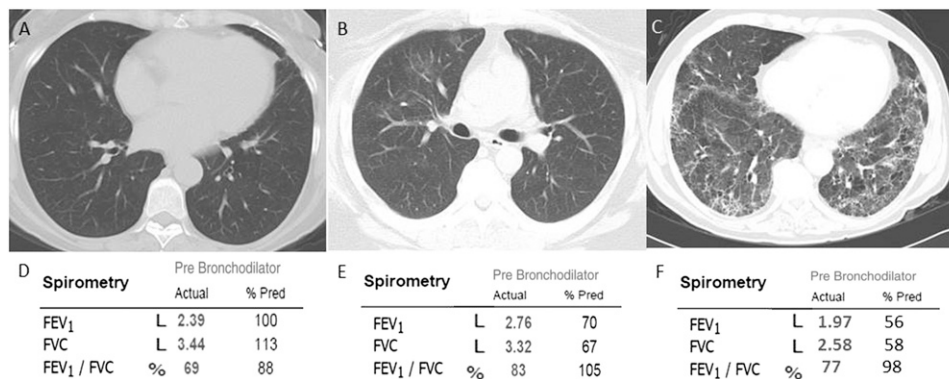 A
B
C
D
Spirometry
Pre Bronchodilator
Actual % Pred
FEV1 L 2.39 100
FVC L 3.44 113
FEV1 / FVC % 69 88
E
Spirometry
Pre Bronchodilator
Actual % Pred
FEV1 L 2.76 70
FVC L 3.32 67
FEV1 / FVC % 83 105
F
Spirometry
Pre Bronchodilator
Actual % Pred
FEV1 L 1.97 56
FVC L 2.58 58
FEV1 / FVC % 77 98